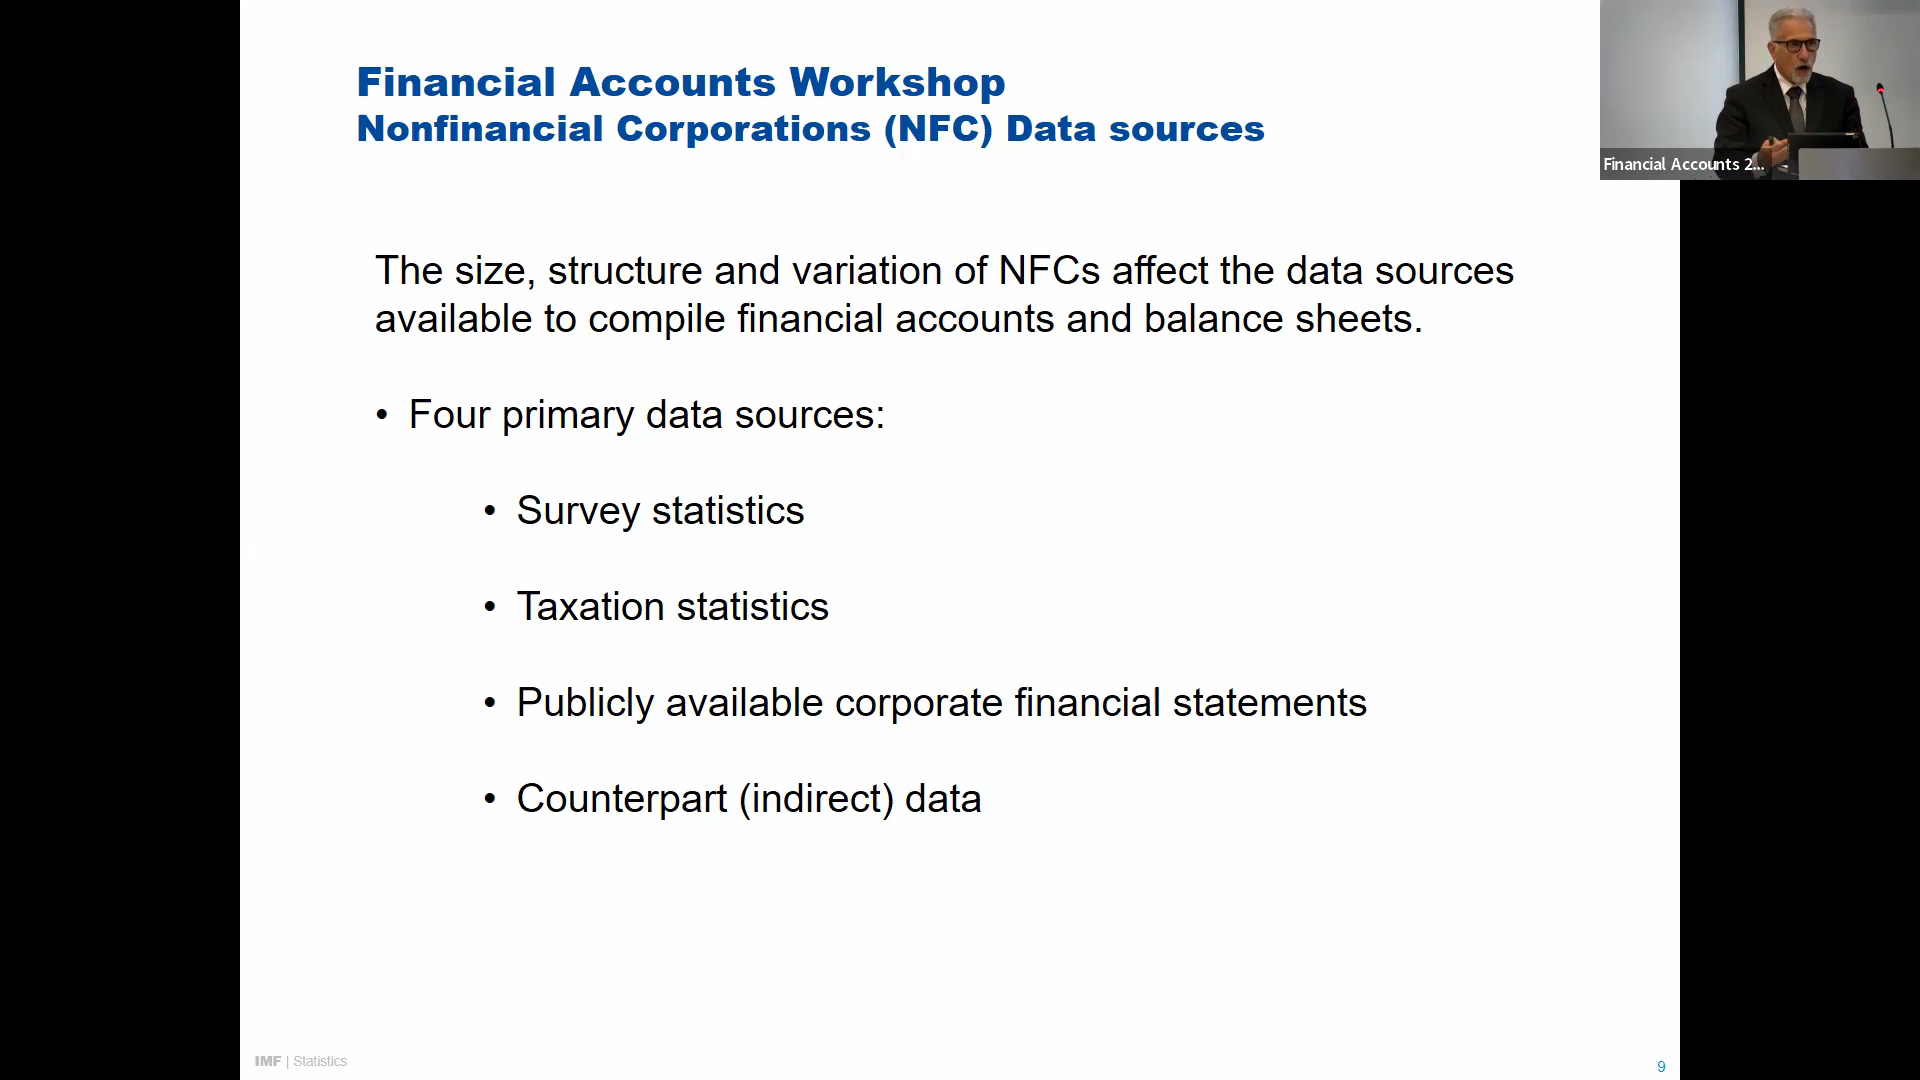 Financial Accounts Workshop
Nonfinancial Corporations (NFC) Data sources
Financial Accounts 2...
The size, structure and variation of NFCs affect the data sources
available to compile financial accounts and balance sheets.
• Four primary data sources:
• Survey statistics
• Taxation statistics
• Publicly available corporate financial statements
• Counterpart (indirect) data
IMF | Statistics
9